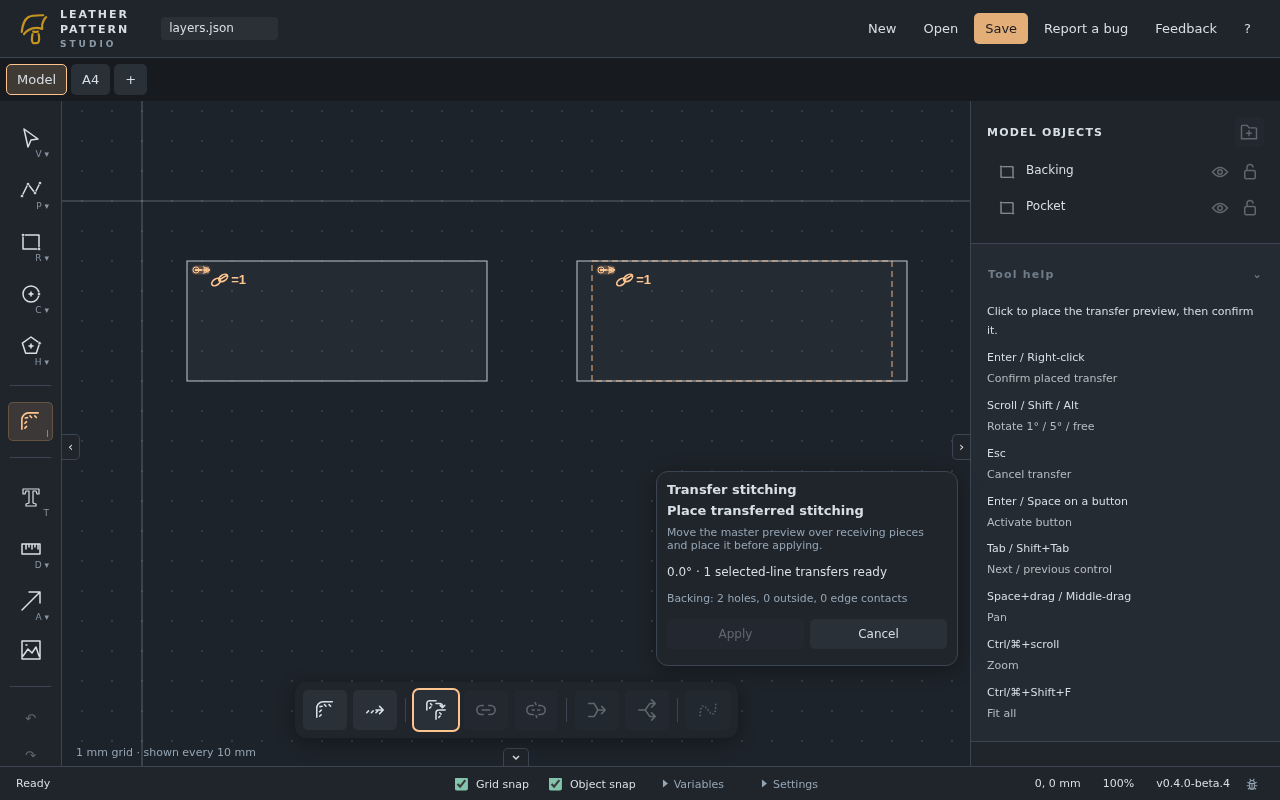 LEATHER
PATTERN
STUDIO
layers.json
New
Open
Save
Report a bug
Feedback
?
Model
A4
+
V
P
R
C
H
I
T
D
A
=1
=1
MODEL OBJECTS
Backing
Pocket
Tool help
Click to place the transfer preview, then confirm
it.
Enter / Right-click
Confirm placed transfer
Scroll / Shift / Alt
Rotate 1° / 5° / free
Esc
Cancel transfer
Enter / Space on a button
Activate button
Tab / Shift+Tab
Next / previous control
Space+drag / Middle-drag
Pan
Ctrl/⌘+scroll
Zoom
Ctrl/⌘+Shift+F
Fit all
Transfer stitching
Place transferred stitching
Move the master preview over receiving pieces
and place it before applying.
0.0° · 1 selected-line transfers ready
Backing: 2 holes, 0 outside, 0 edge contacts
Apply
Cancel
1 mm grid · shown every 10 mm
Ready
Grid snap
Object snap
Variables
Settings
0, 0 mm
100%
v0.4.0-beta.4